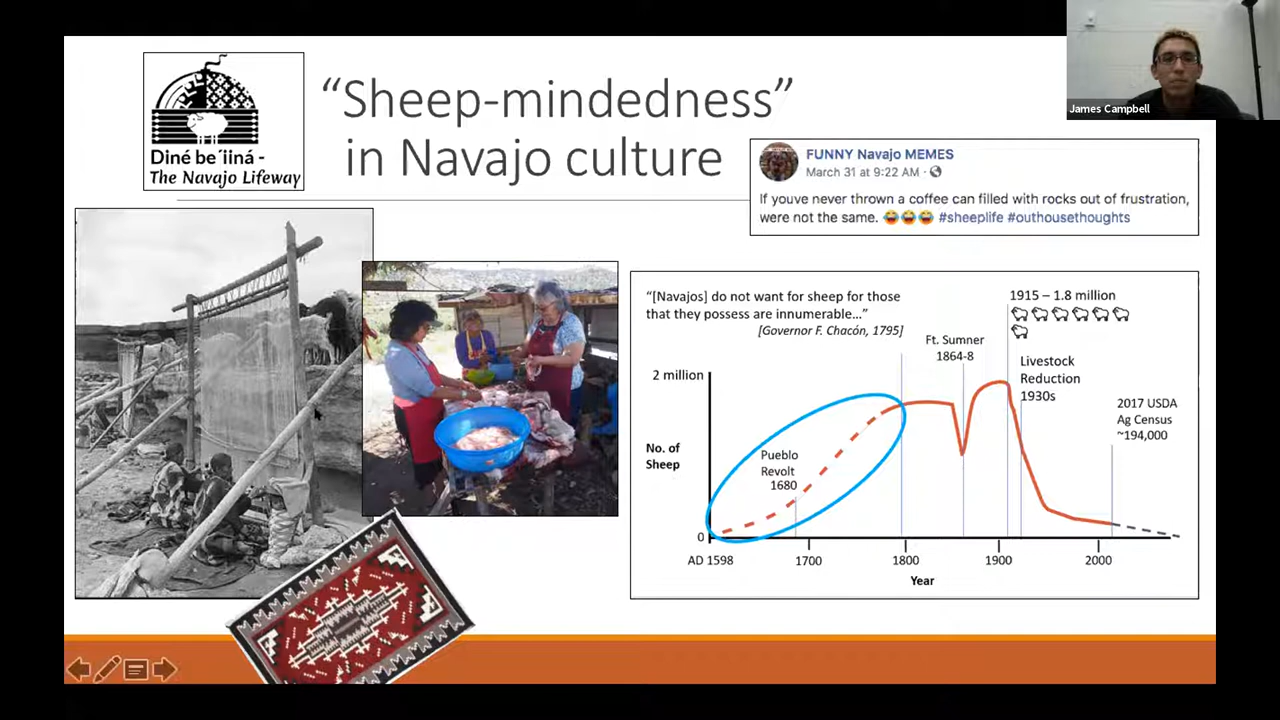 James Campbell
Diné be´iiná -
The Navajo Lifeway
“Sheep-mindedness”
in Navajo culture
FUNNY Navajo MEMES
March 31 at 9:22 AM ·
If youve never thrown a coffee can filled with rocks out of frustration,
were not the same. 😂😂😂 #sheeplife #outhousethoughts
“[Navajos] do not want for sheep for those
that they possess are innumerable…”
[Governor F. Chacón, 1795]
1915 – 1.8 million
Ft. Sumner
1864-8
Livestock
Reduction
1930s
2017 USDA
Ag Census
~194,000
2 million
No. of
Sheep
Pueblo
Revolt
1680
0
AD 1598
1700
1800
1900
2000
Year